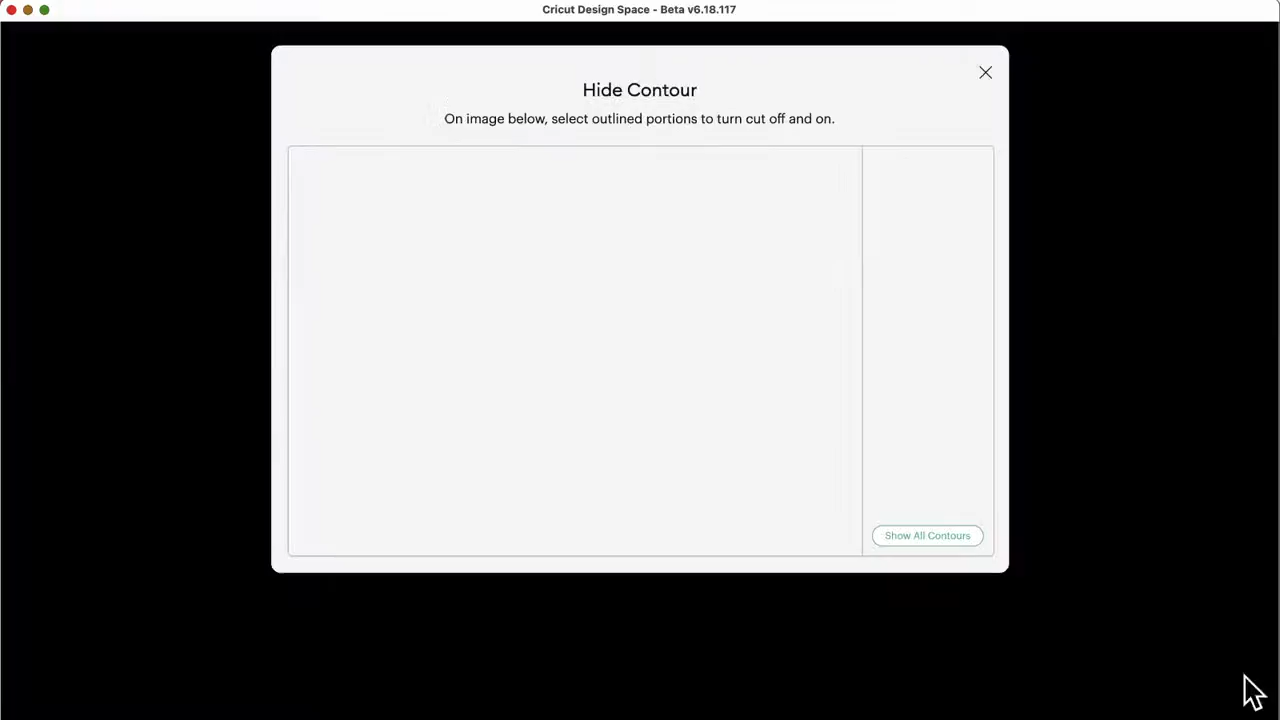 Cricut Design Space - Beta v6.18.117
Hide Contour
On image below, select outlined portions to turn cut off and on.
Show All Contours